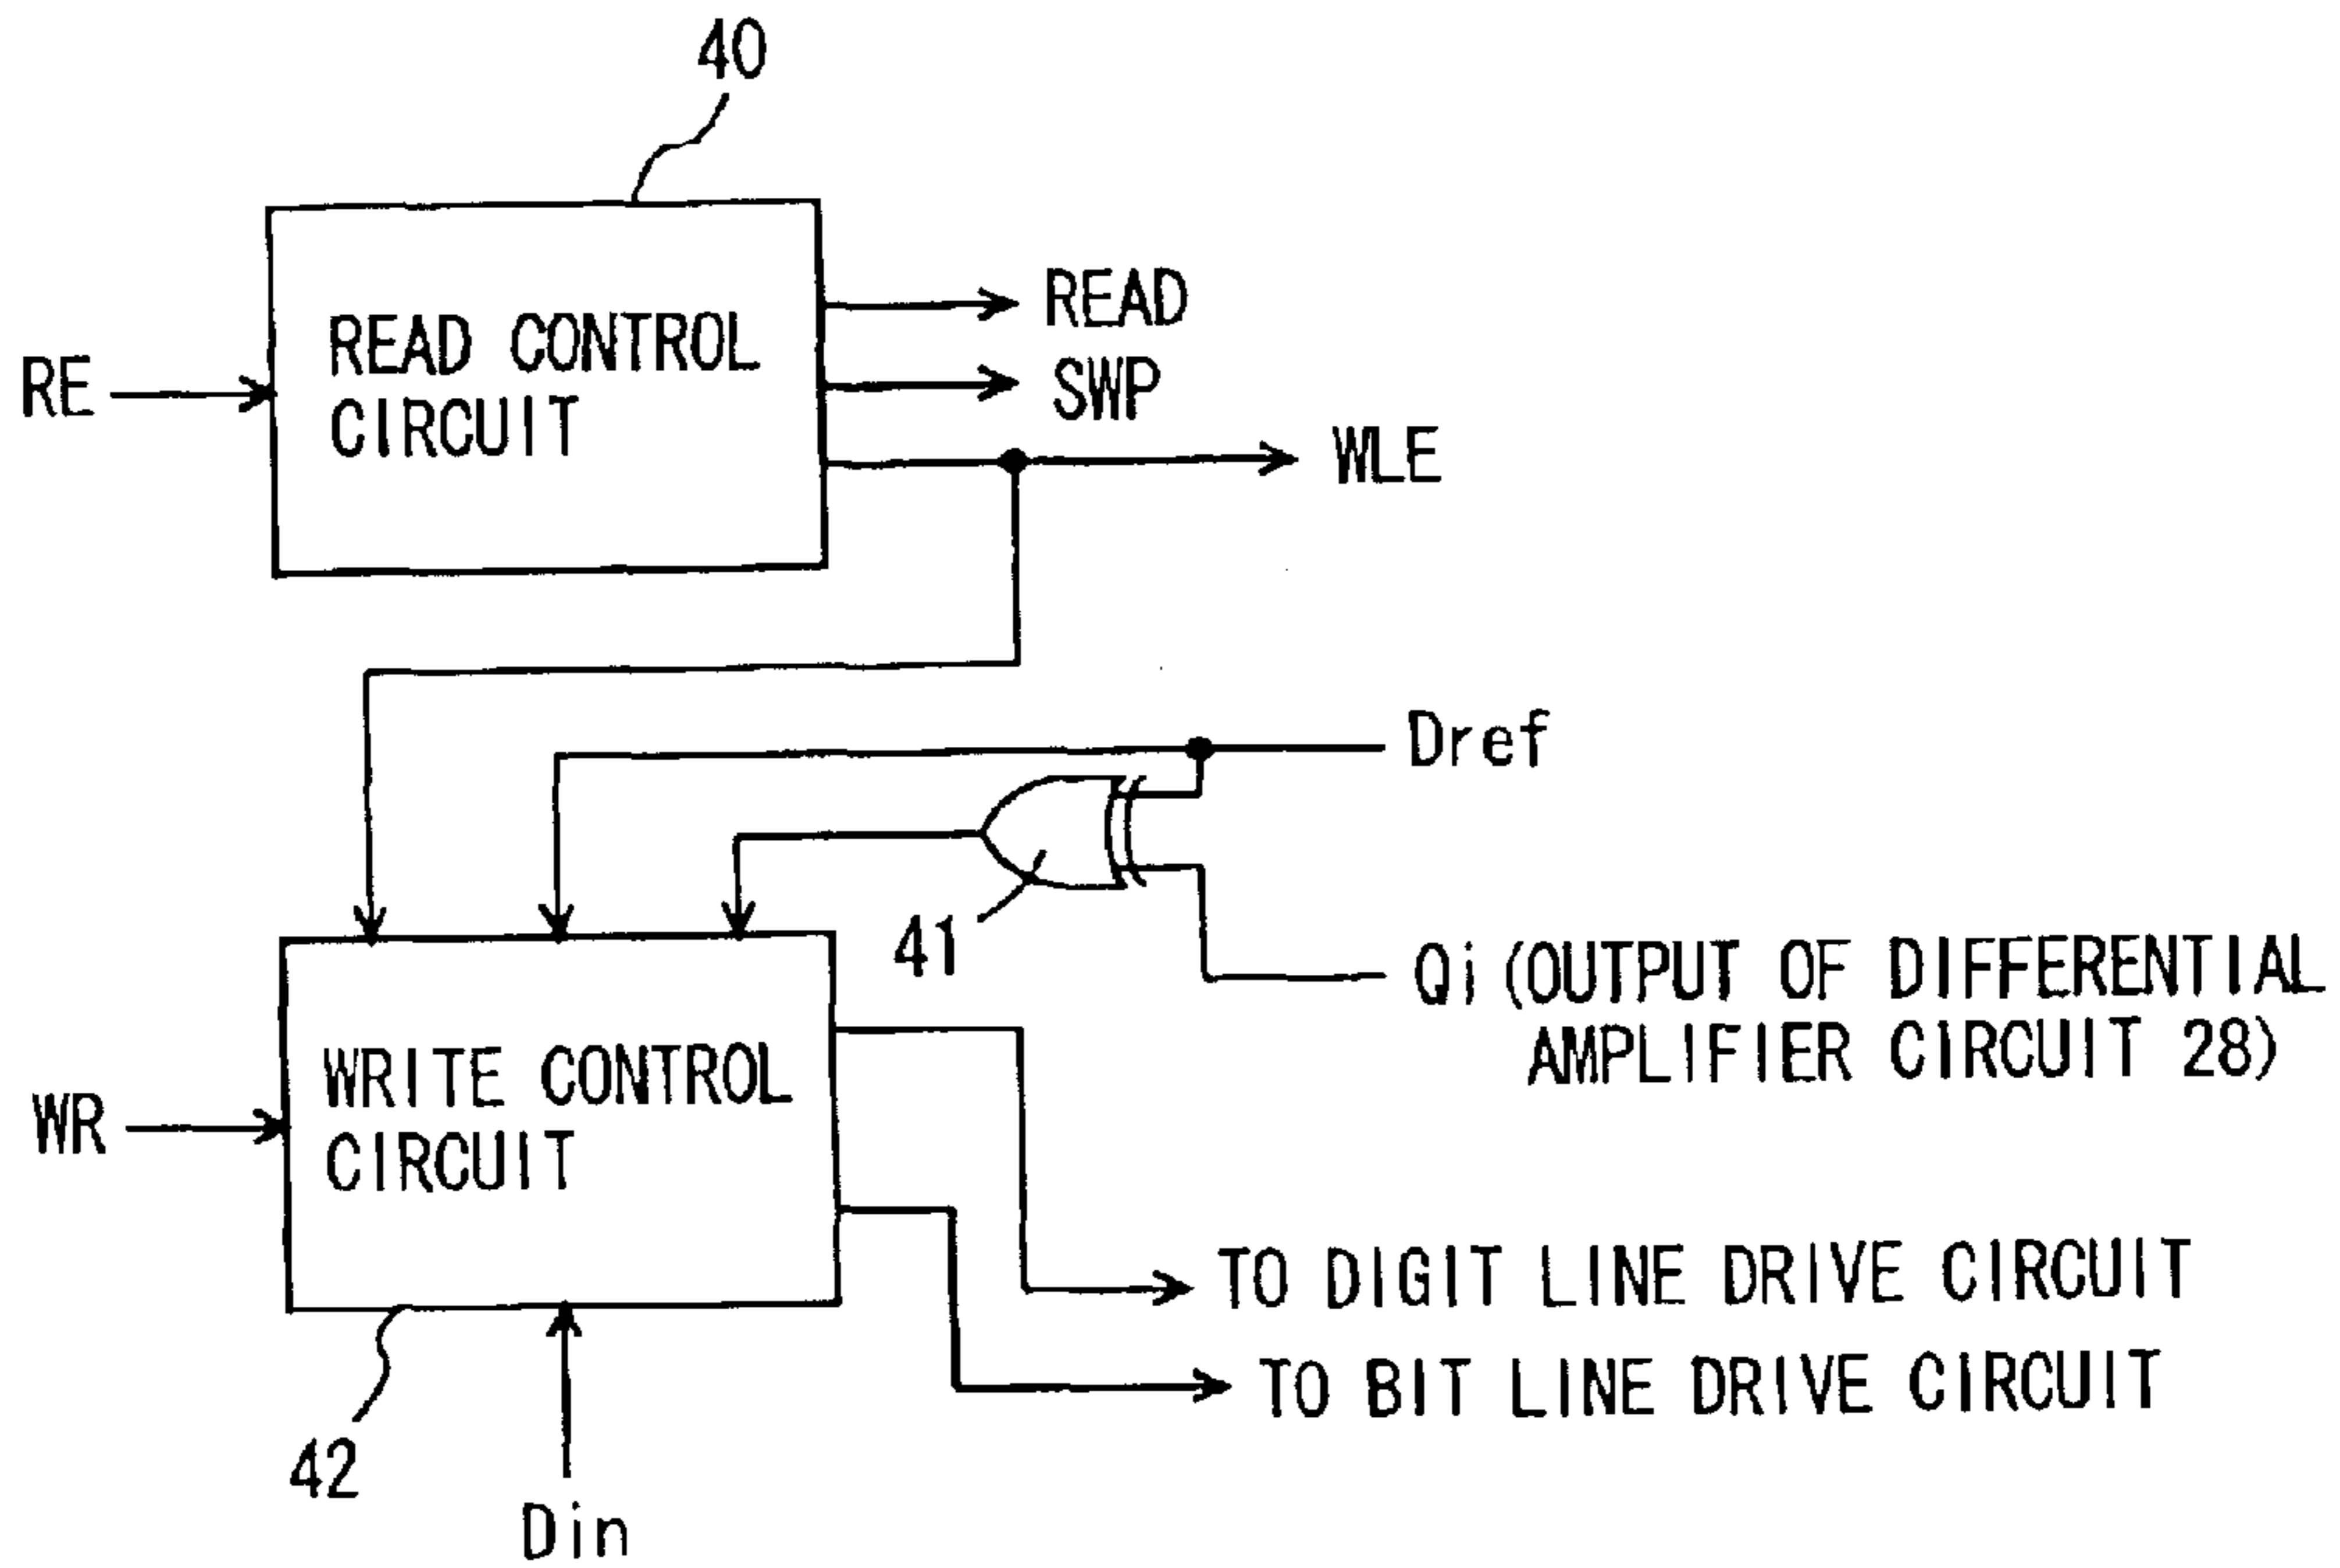 40
READ CONTROL
CIRCUIT
RE
READ
SWP
WLE
Dref
41
Qi (OUTPUT OF DIFFERENTIAL
AMPLIFIER CIRCUIT 28)
WRITE CONTROL
CIRCUIT
WR
TO DIGIT LINE DRIVE CIRCUIT
TO BIT LINE DRIVE CIRCUIT
42
Din